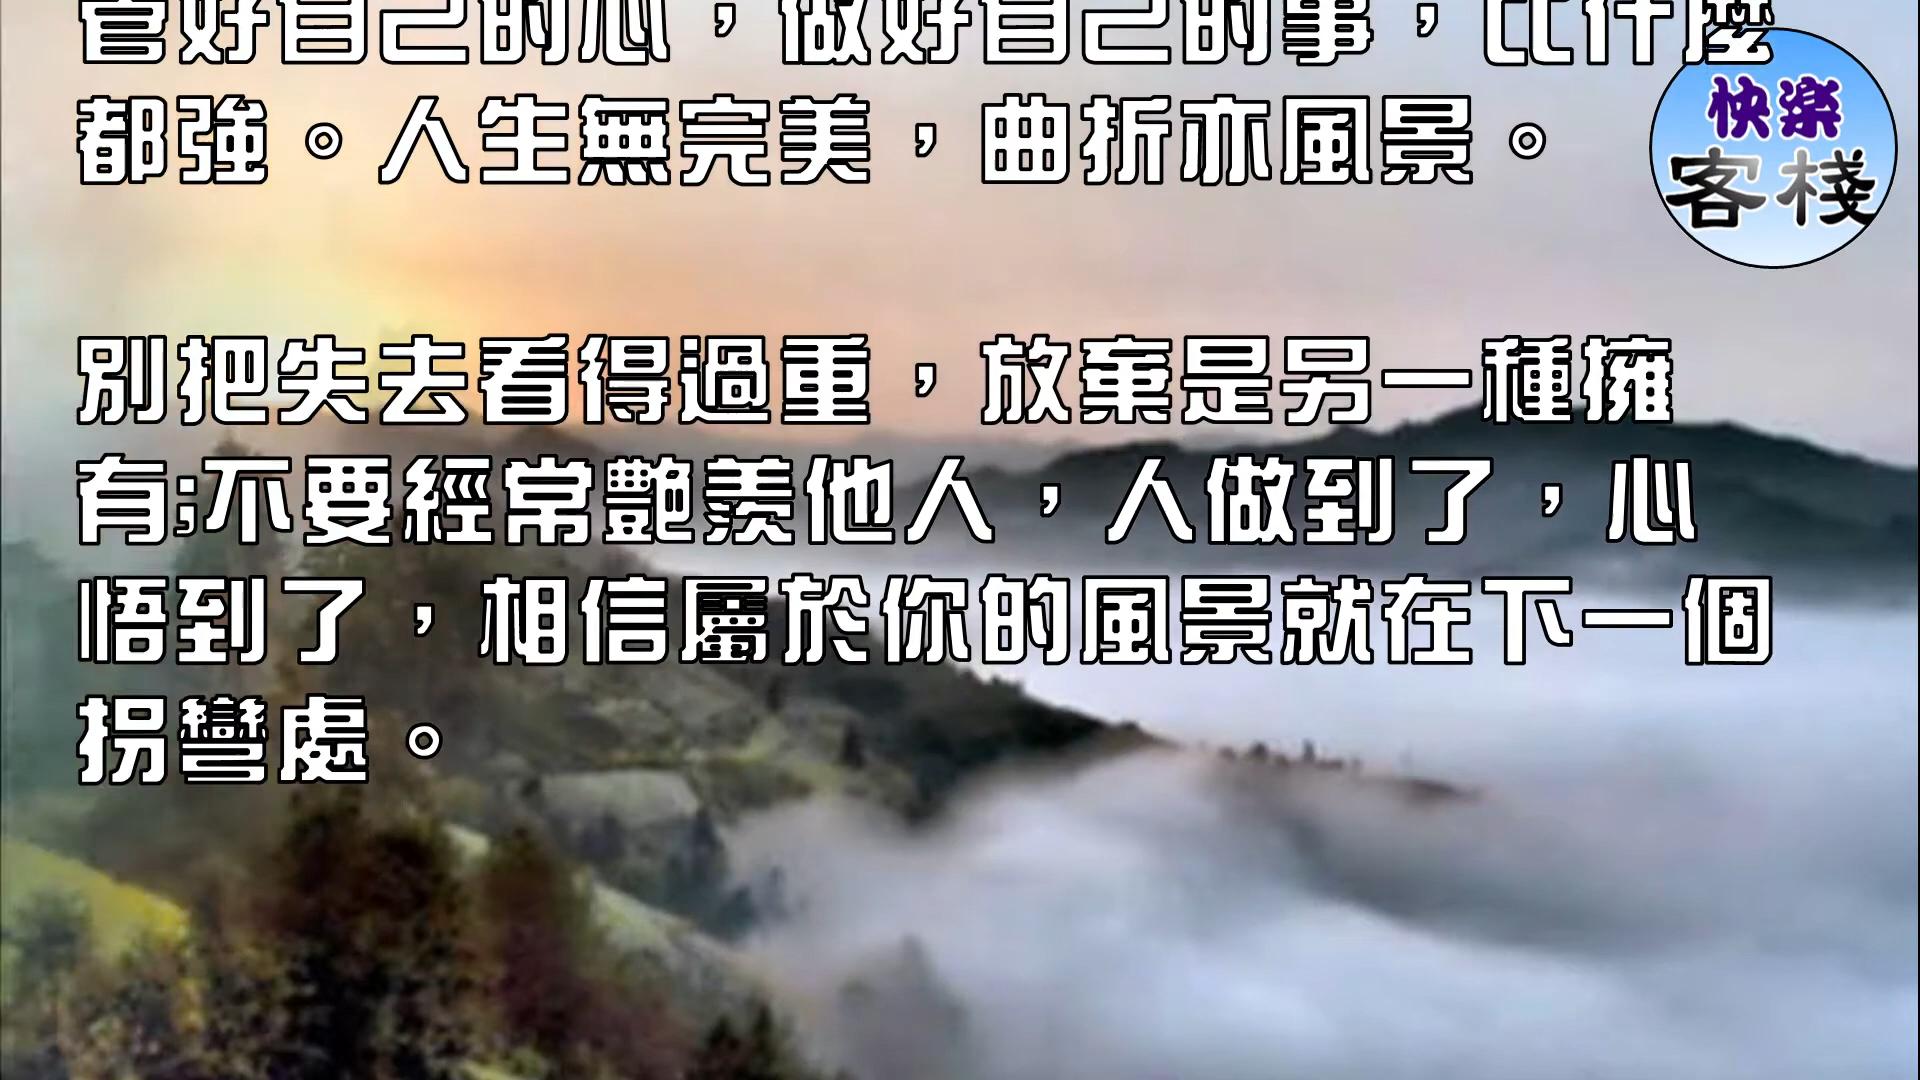 管好自己的心，做好自己的事，比什麼
都強。人生無完美，曲折亦風景。
快樂
客棧
別把失去看得過重，放棄是另一種擁
有;不要經常艷羨他人，人做到了，心
悟到了，相信屬於你的風景就在下一個
拐彎處。